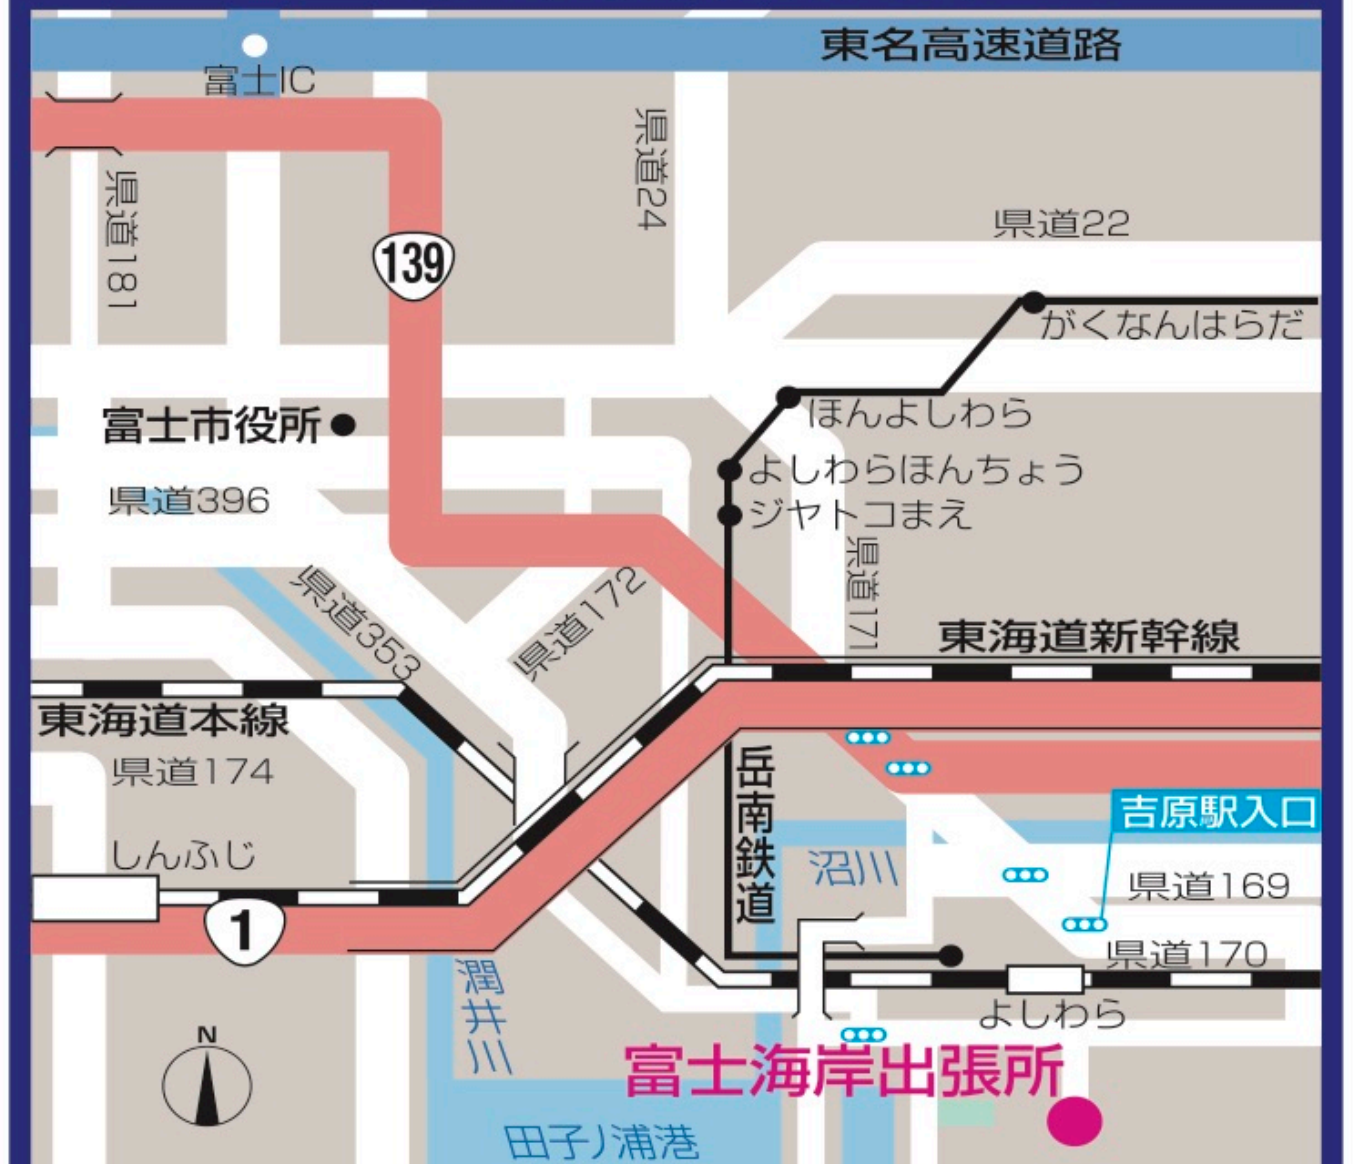 東名高速道路
富士IC
県道24
県道181
県道22
139
がくなんはらだ
ほんよしわら
富士市役所
よしわらほんちょう
県道396
ジヤトコまえ
県道171
県道353
県道172
東海道新幹線
東海道本線
県道174
岳南鉄道
吉原駅入口
しんふじ
沼川
県道169
1
県道170
潤井川
よしわら
N
富士海岸出張所
田子ノ浦港